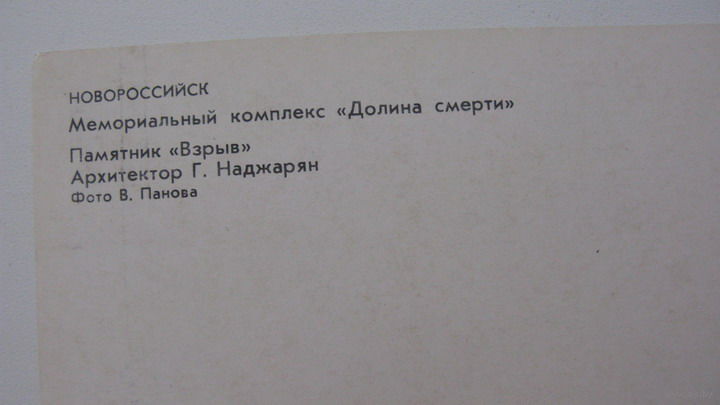 НОВОРОССИЙСК
Мемориальный комплекс «Долина смерти»
Памятник «Взрыв»
Архитектор Г. Наджарян
Фото В. Панова